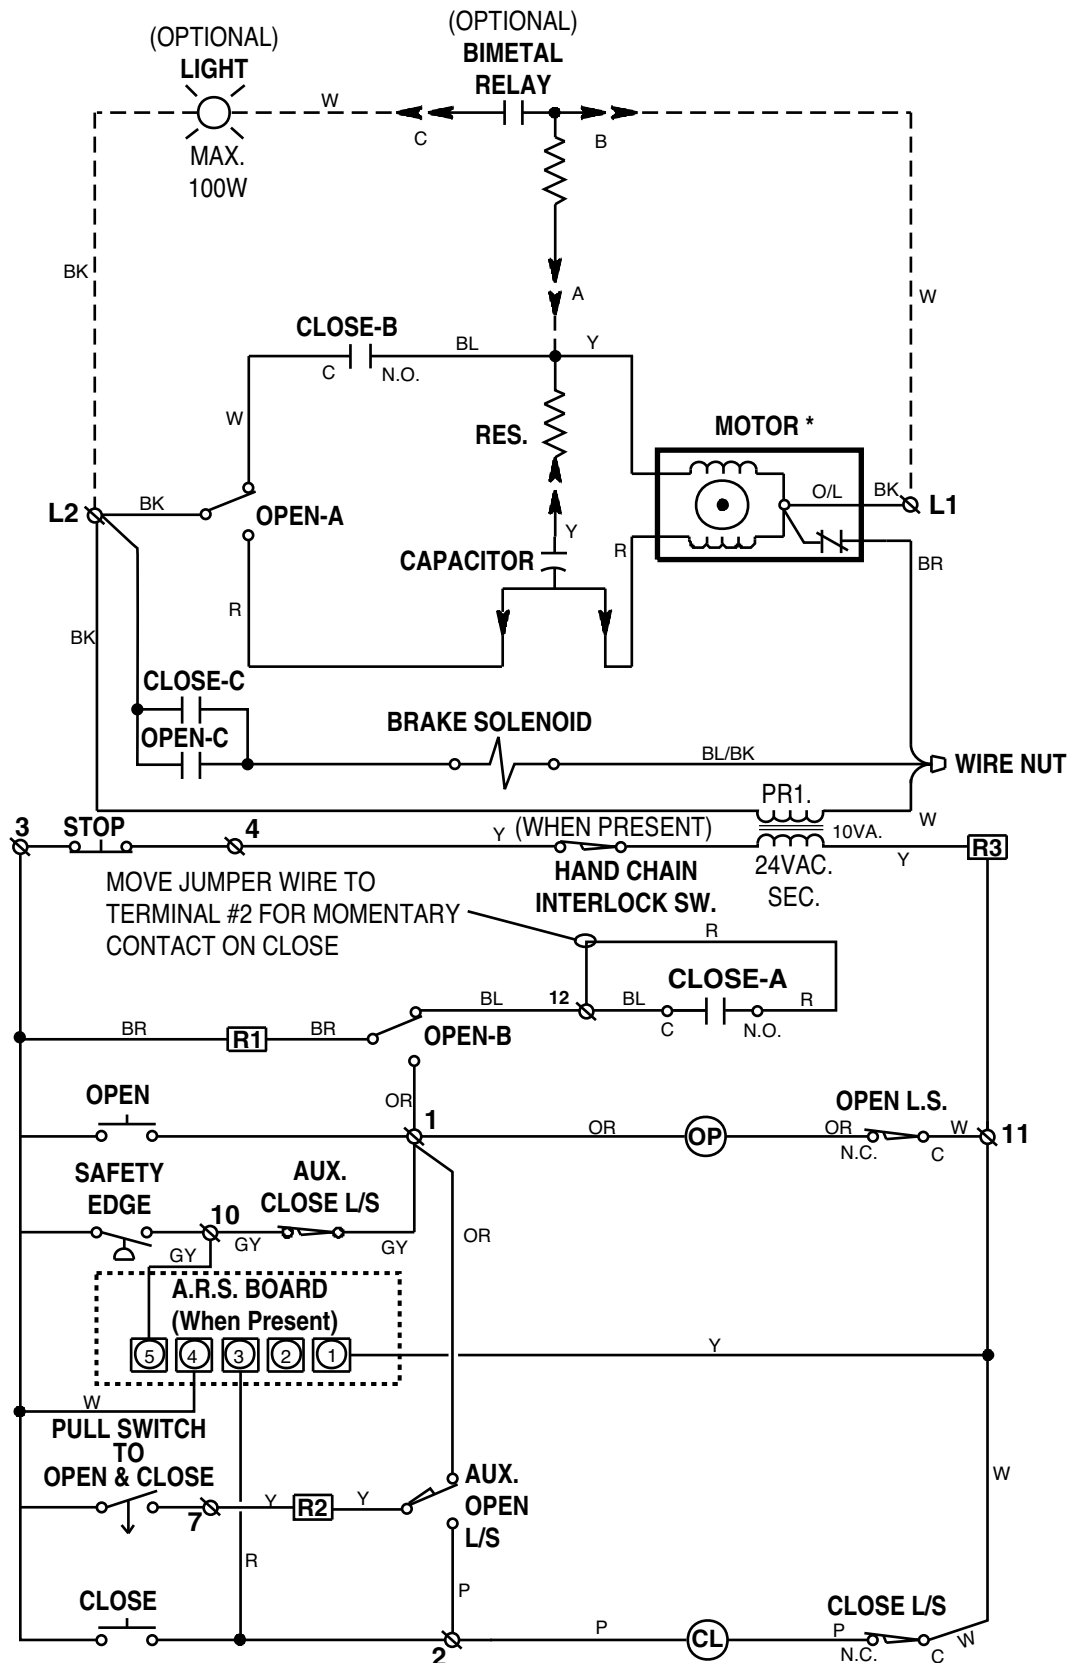 (OPTIONAL)
LIGHT
MAX.
100W
(OPTIONAL)
BIMETAL
RELAY
W
C
B
BK
A
W
CLOSE-B
C
N.O.
BL
Y
W
RES.
MOTOR *
L2
BK
OPEN-A
O/L
BK
L1
Y
CAPACITOR
R
BR
R
BK
CLOSE-C
OPEN-C
BRAKE SOLENOID
BL/BK
WIRE NUT
PR1.
W
3
STOP
4
Y
(WHEN PRESENT)
10VA.
Y
R3
HAND CHAIN
INTERLOCK SW.
24VAC.
SEC.
MOVE JUMPER WIRE TO
TERMINAL #2 FOR MOMENTARY
CONTACT ON CLOSE
R
CLOSE-A
BL
12
BL
C
N.O.
R
BR
R1
BR
OPEN-B
OPEN
OR
1
OR
OP
OPEN L.S.
OR
N.C.
C
W
11
SAFETY
EDGE
10
AUX.
CLOSE L/S
GY
GY
GY
OR
A.R.S. BOARD
(When Present)
5
4
3
2
1
Y
W
PULL SWITCH
TO
OPEN & CLOSE
7
Y
R2
Y
AUX.
OPEN
L/S
W
R
P
CLOSE
2
P
CL
CLOSE L/S
P
N.C.
C
W